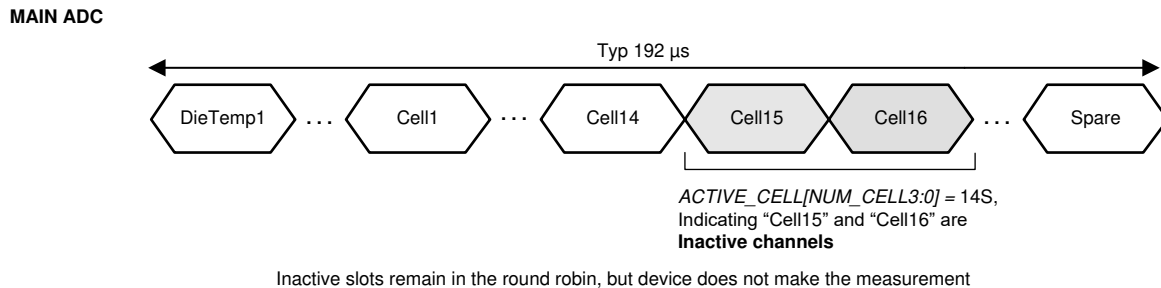 MAIN ADC
Typ 192 µs
DieTemp1 ... Cell1 ... Cell14 Cell15 Cell16 ... Spare
ACTIVE_CELL[NUM_CELL3:0] = 14S,
Indicating “Cell15” and “Cell16” are
Inactive channels
Inactive slots remain in the round robin, but device does not make the measurement